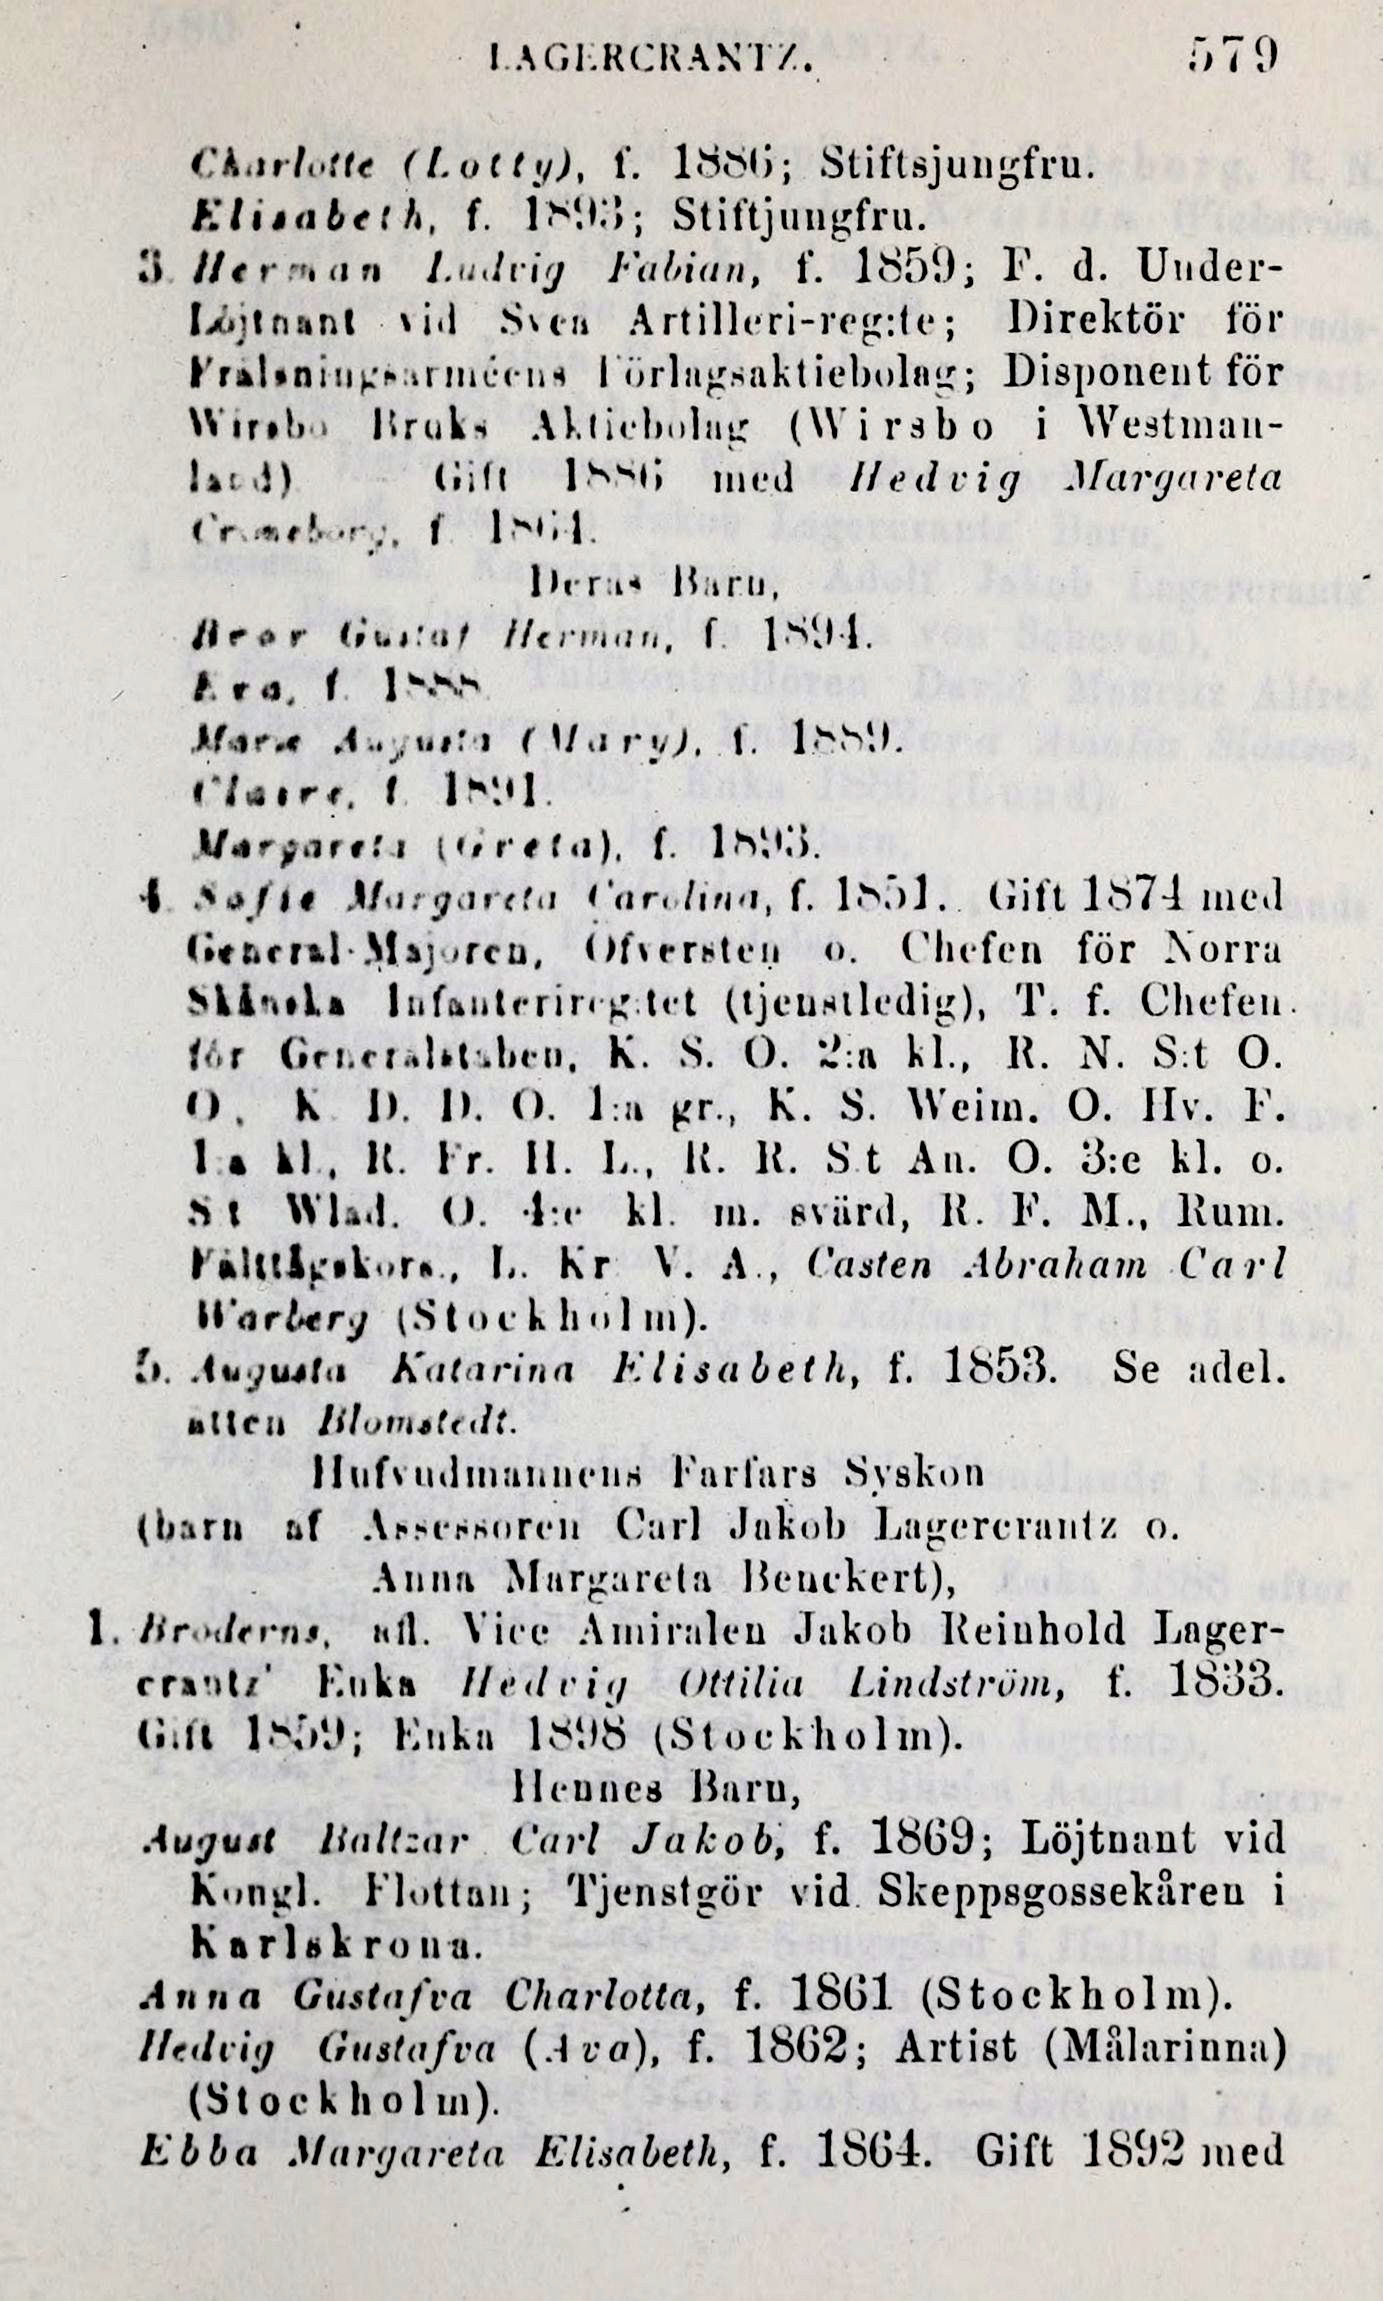 LAGERCRANTZ. 579
Charlotte (Lotty), f. 1886; Stiftsjungfru.
Elisabeth, f. 1893; Stiftjungfru.
3. Herman Ludvig Fabian, f. 1859; F. d. Under-
Löjtnant vid Svea Artilleri-reg:te; Direktör för
Frälsningsarméens Förlagsaktiebolag; Disponent för
Wirsbo Bruks Aktiebolag (Wirsbo i Westman-
land) Gift 1886 med Hedvig Margareta
Croneborg, f. 1864.
Deras Barn,
Bror Gustaf Herman, f. 1894.
Eva, f. 1888.
Marie Augusta (Mary), f. 1889.
Claire, f. 1891.
Margareta (Greta), f. 1893.
4. Sofie Margareta Carolina, f. 1851. Gift 1874 med
General-Majoren, Öfversten o. Chefen för Norra
Skånska Infanterireg:tet (tjenstledig), T. f. Chefen
för Generalstaben, K. S. O. 2:a kl., R. N. S:t O.
O., K. D. D. O. 1:a gr., K. S. Weim. O. Hv. F.
1:a kl., R. Fr. H. L., R. R. S:t An. O. 3:e kl. o.
S:t Wlad. O. 4:e kl. m. svärd, R. F. M., Rum.
Fälttågskors., L. Kr. V. A., Casten Abraham Carl
Warberg (Stockholm).
5. Augusta Katarina Elisabeth, f. 1853. Se adel.
ätten Blomstedt.
Hufvudmannens Farfars Syskon
(barn af Assessoren Carl Jakob Lagercrantz o.
Anna Margareta Benckert),
1. Broderns, afl. Vice Amiralen Jakob Reinhold Lager-
crantz' Enka Hedvig Ottilia Lindström, f. 1833.
Gift 1859; Enka 1898 (Stockholm).
Hennes Barn,
August Baltzar Carl Jakob, f. 1869; Löjtnant vid
Kongl. Flottan; Tjenstgör vid Skeppsgossekåren i
Karlskrona.
Anna Gustafva Charlotta, f. 1861 (Stockholm).
Hedvig Gustafva (Ava), f. 1862; Artist (Målarinna)
(Stockholm).
Ebba Margareta Elisabeth, f. 1864. Gift 1892 med